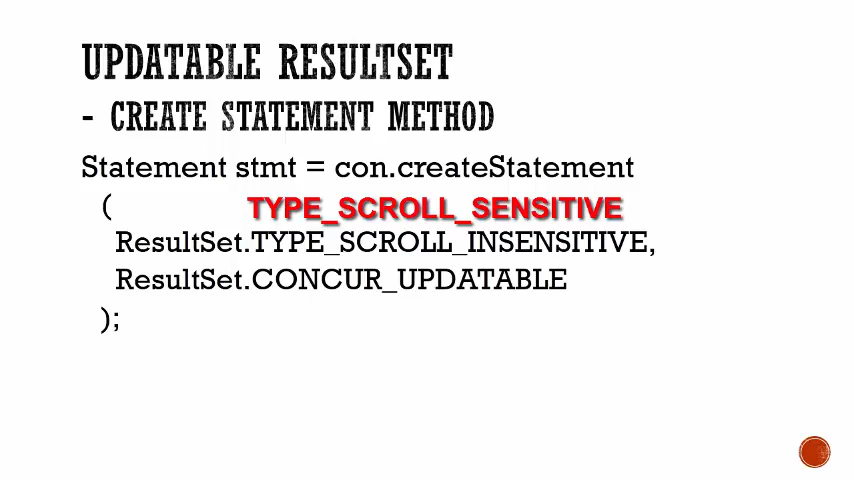 UPDATABLE RESULTSET
- CREATE STATEMENT METHOD
Statement stmt = con.createStatement
(
TYPE_SCROLL_SENSITIVE
ResultSet.TYPE_SCROLL_INSENSITIVE,
ResultSet.CONCUR_UPDATABLE
);